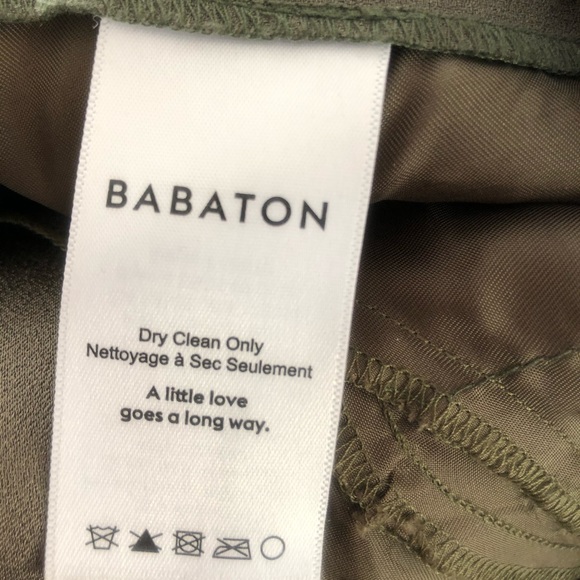 BABATON
Dry Clean Only
Nettoyage à Sec Seulement
A little love
goes a long way.